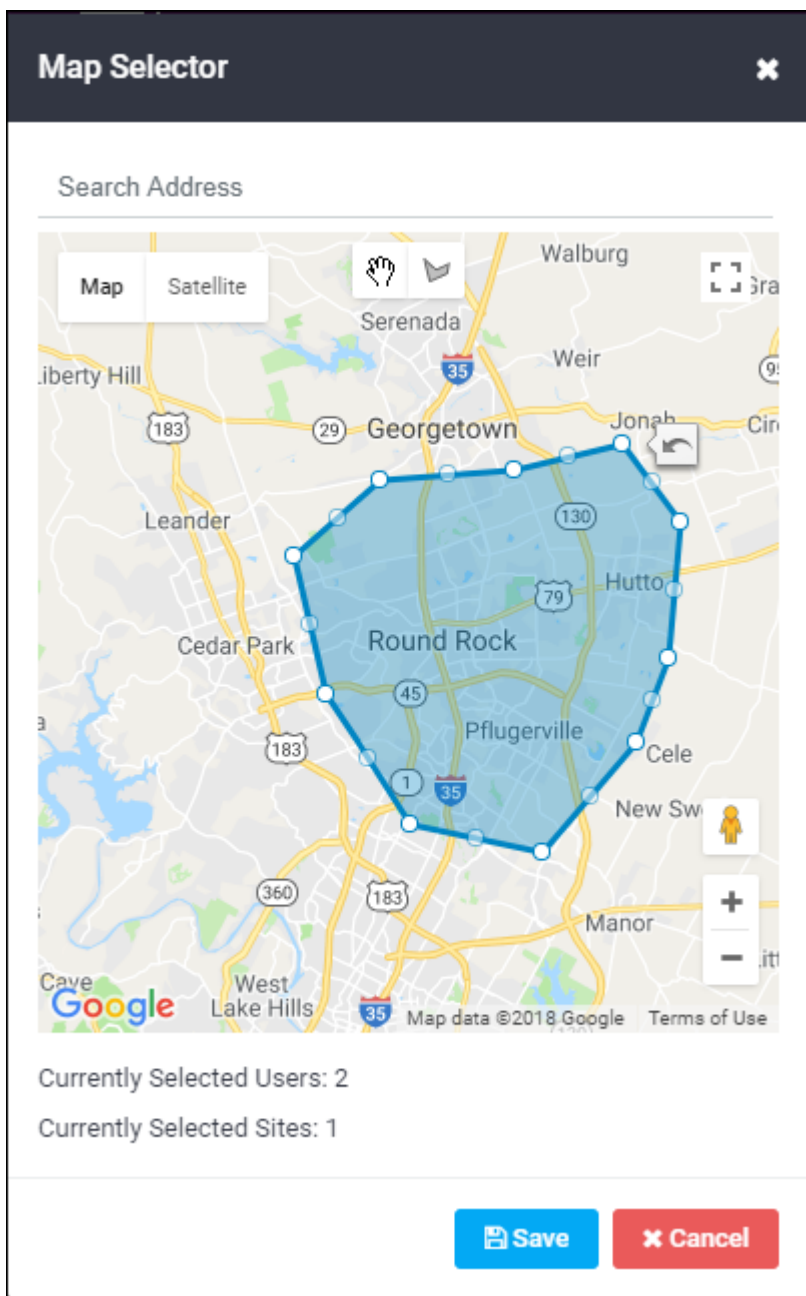 Map Selector
Search Address
Map Satellite
Walburg
Serenada
Weir
35
Liberty Hill
183
29
Georgetown
Jonah
Leander
130
79
Hutto
Cedar Park
Round Rock
45
Pflugerville
183
Cele
1
35
New Sw
360
183
Manor
Cave
West
Lake Hills
Google
35
Map data ©2018 Google Terms of Use
Currently Selected Users: 2
Currently Selected Sites: 1
Save Cancel